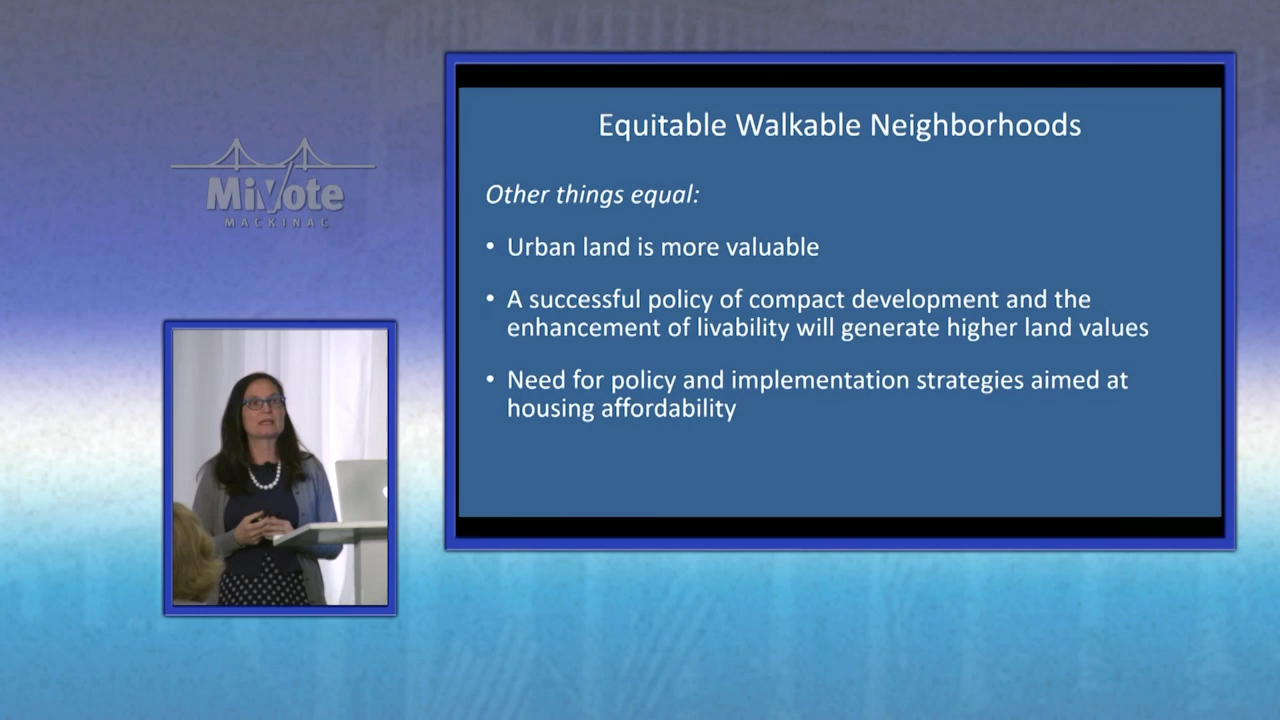 MiVote
MACKINAC
Equitable Walkable Neighborhoods
Other things equal:
• Urban land is more valuable
• A successful policy of compact development and the
enhancement of livability will generate higher land values
• Need for policy and implementation strategies aimed at
housing affordability